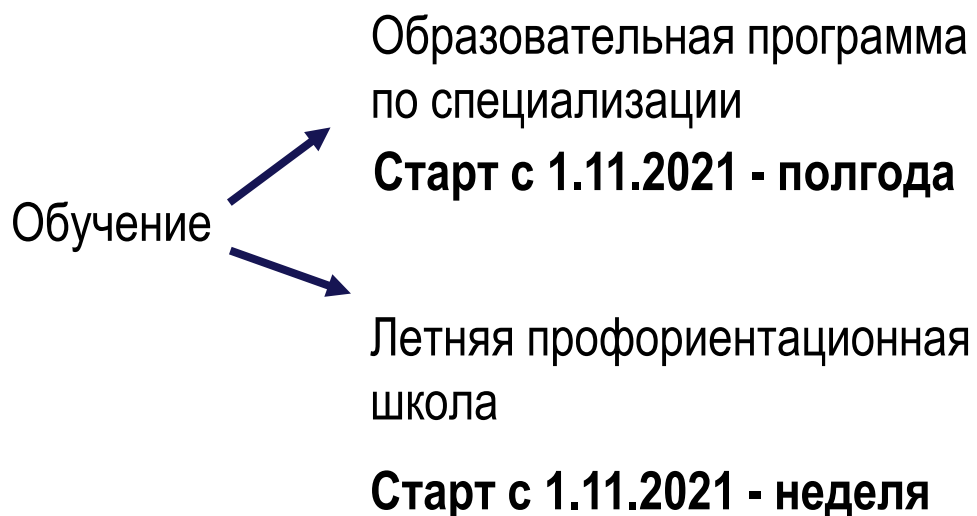 Образовательная программа
по специализации
Старт с 1.11.2021 - полгода
Обучение
Летняя профориентационная
школа
Старт с 1.11.2021 - неделя